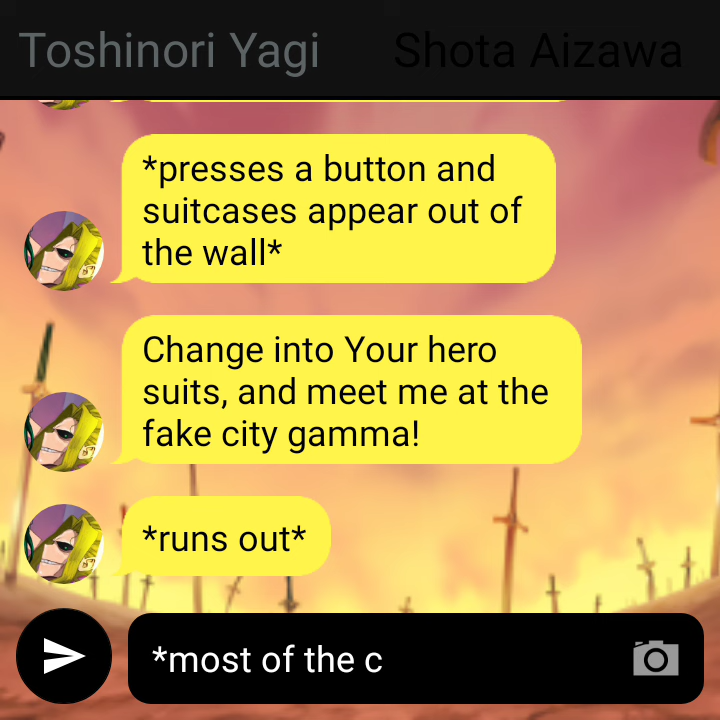 Toshinori Yagi Shota Aizawa
*presses a button and
suitcases appear out of
the wall*
Change into Your hero
suits, and meet me at the
fake city gamma!
*runs out*
*most of the c